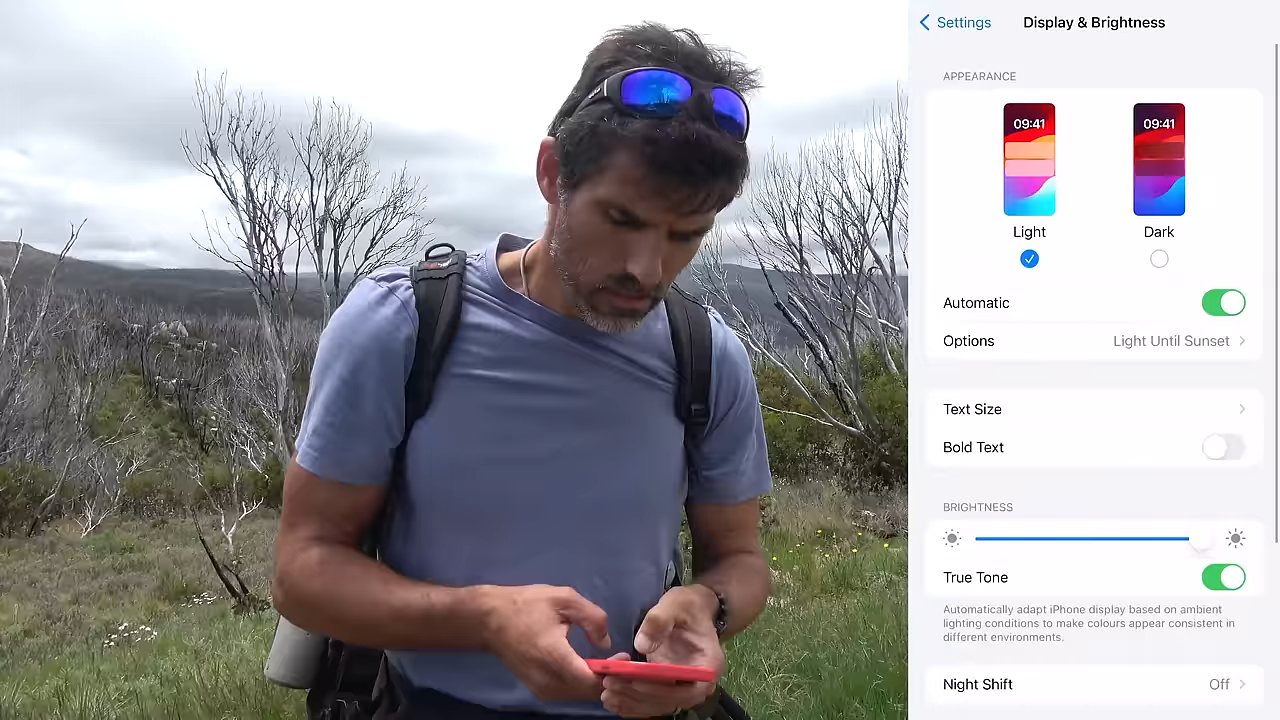 Settings
Display & Brightness
APPEARANCE
09:41
09:41
Light
Dark
Automatic
Options
Light Until Sunset
Text Size
Bold Text
BRIGHTNESS
True Tone
Automatically adapt iPhone display based on ambient
lighting conditions to make colours appear consistent in
different environments.
Night Shift
Off